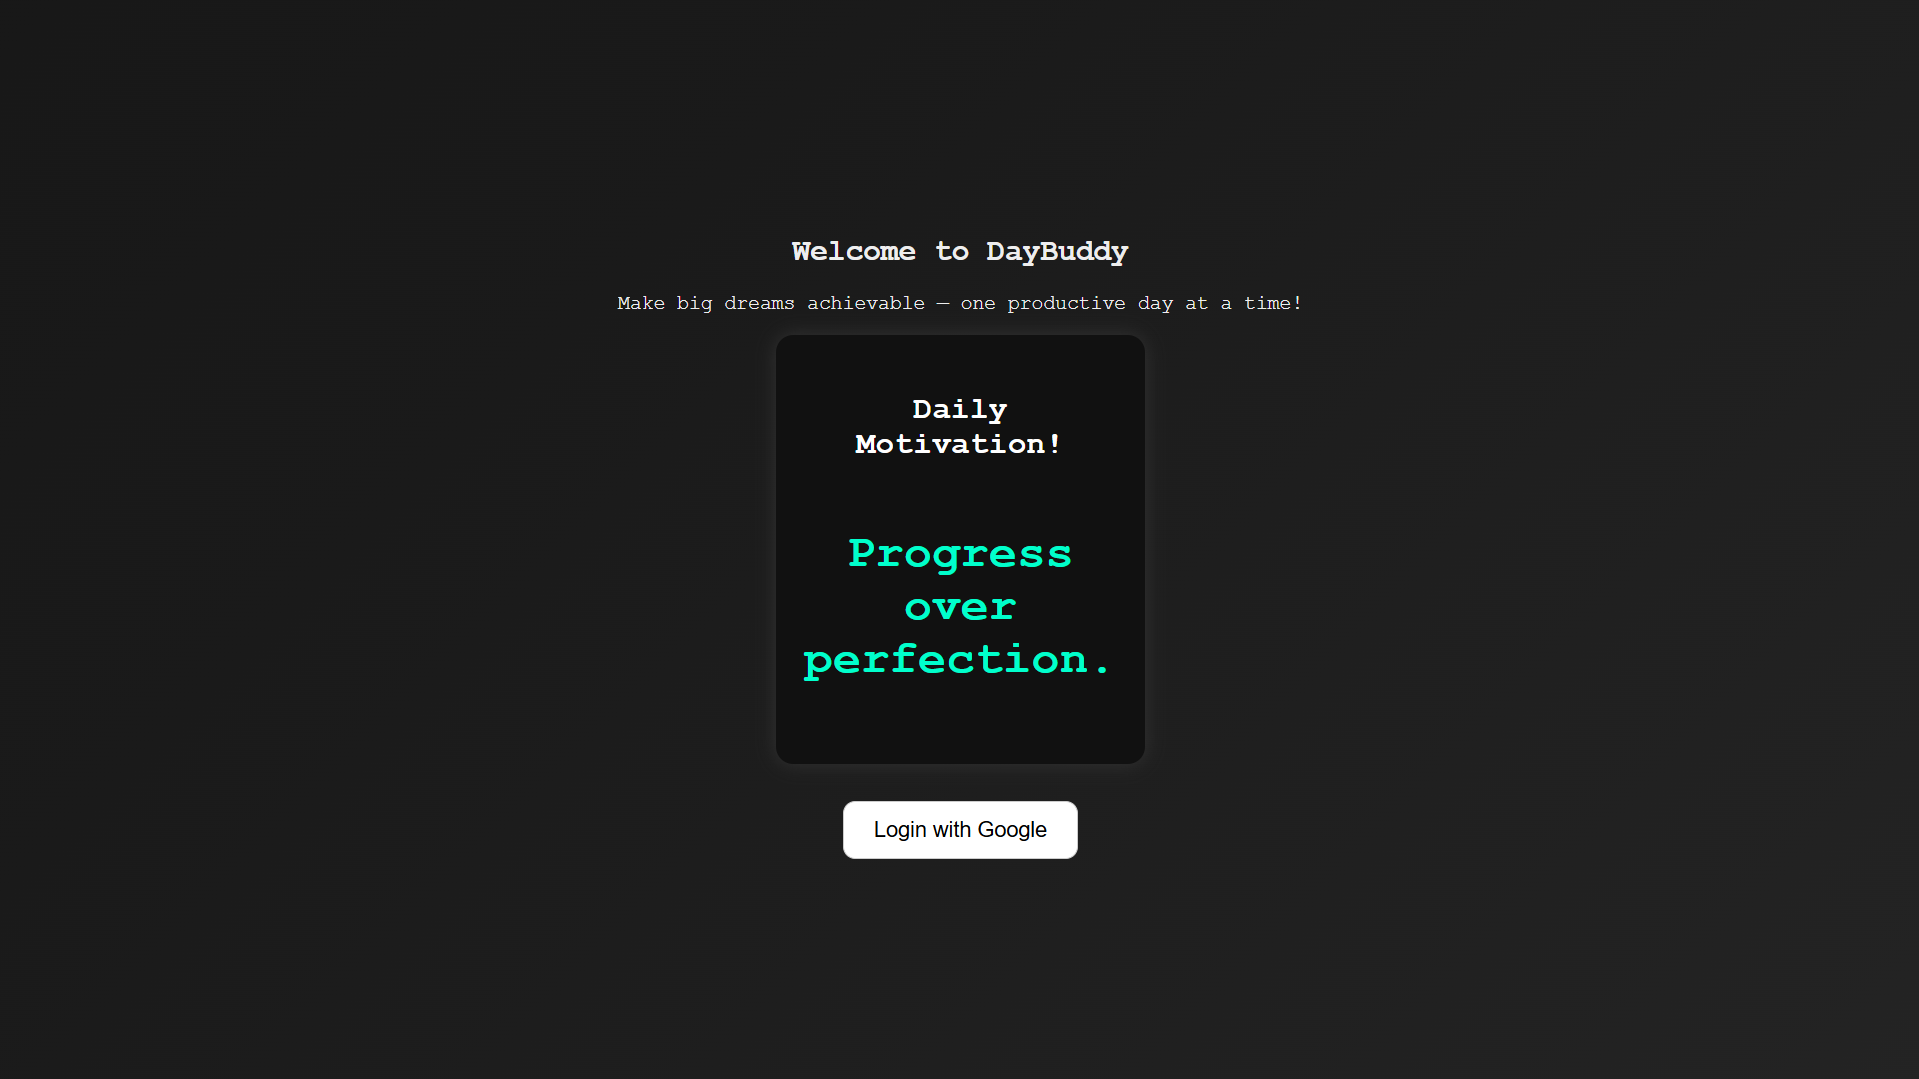 Welcome to DayBuddy
Make big dreams achievable — one productive day at a time!
Daily
Motivation!
Progress
over
perfection.
Login with Google